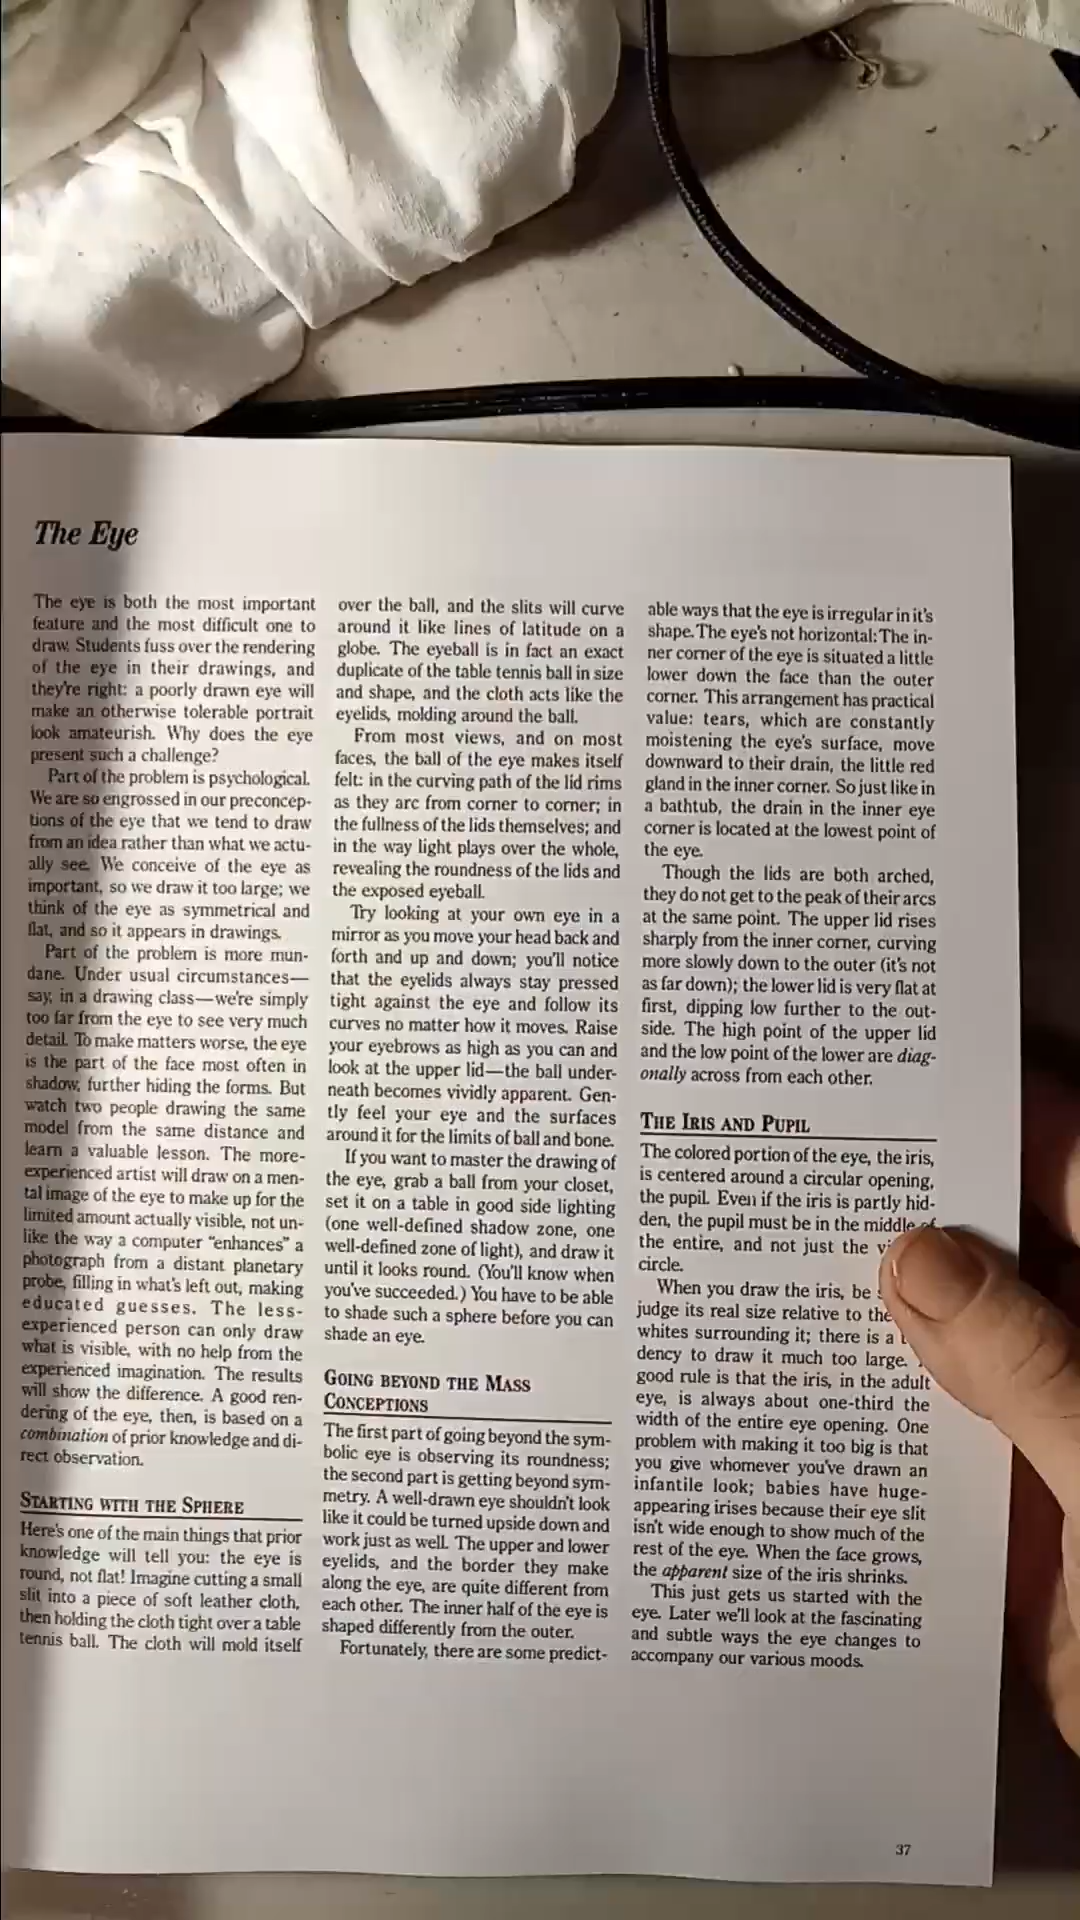 The Eye
The eye is both the most important
feature and the most difficult one to
draw. Students fuss over the rendering
of the eye in their drawings, and
they're right: a poorly drawn eye will
make an otherwise tolerable portrait
look amateurish. Why does the eye
present such a challenge?
Part of the problem is psychological.
We are so engrossed in our preconcep-
tions of the eye that we tend to draw
from an idea rather than what we actu-
ally see. We conceive of the eye as
important, so we draw it too large; we
think of the eye as symmetrical and
flat, and so it appears in drawings.
Part of the problem is more mun-
dane. Under usual circumstances—
say, in a drawing class—we're simply
too far from the eye to see very much
detail. To make matters worse, the eye
is the part of the face most often in
shadow, further hiding the forms. But
watch two people drawing the same
model from the same distance and
learn a valuable lesson. The more-
experienced artist will draw on a men-
tal image of the eye to make up for the
limited amount actually visible, not un-
like the way a computer "enhances" a
photograph from a distant planetary
probe, filling in what's left out, making
educated guesses. The less-
experienced person can only draw
what is visible, with no help from the
experienced imagination. The results
will show the difference. A good ren-
dering of the eye, then, is based on a
combination of prior knowledge and di-
rect observation.
STARTING WITH THE SPHERE
Here's one of the main things that prior
knowledge will tell you: the eye is
round, not flat! Imagine cutting a small
slit into a piece of soft leather cloth,
then holding the cloth tight over a table
tennis ball. The cloth will mold itself
over the ball, and the slits will curve
around it like lines of latitude on a
globe. The eyeball is in fact an exact
duplicate of the table tennis ball in size
and shape, and the cloth acts like the
eyelids, molding around the ball.
From most views, and on most
faces, the ball of the eye makes itself
felt: in the curving path of the lid rims
as they arc from corner to corner; in
the fullness of the lids themselves; and
in the way light plays over the whole,
revealing the roundness of the lids and
the exposed eyeball.
Try looking at your own eye in a
mirror as you move your head back and
forth and up and down; you'll notice
that the eyelids always stay pressed
tight against the eye and follow its
curves no matter how it moves. Raise
your eyebrows as high as you can and
look at the upper lid—the ball under-
neath becomes vividly apparent. Gen-
tly feel your eye and the surfaces
around it for the limits of ball and bone.
If you want to master the drawing of
the eye, grab a ball from your closet,
set it on a table in good side lighting
(one well-defined shadow zone, one
well-defined zone of light), and draw it
until it looks round. (You'll know when
you've succeeded.) You have to be able
to shade such a sphere before you can
shade an eye.
GOING BEYOND THE MASS
CONCEPTIONS
The first part of going beyond the sym-
bolic eye is observing its roundness;
the second part is getting beyond sym-
metry. A well-drawn eye shouldn't look
like it could be turned upside down and
work just as well. The upper and lower
eyelids, and the border they make
along the eye, are quite different from
each other. The inner half of the eye is
shaped differently from the outer.
Fortunately, there are some predict-
able ways that the eye is irregular in it's
shape. The eye's not horizontal: The in-
ner corner of the eye is situated a little
lower down the face than the outer
corner. This arrangement has practical
value: tears, which are constantly
moistening the eye's surface, move
downward to their drain, the little red
gland in the inner corner. So just like in
a bathtub, the drain in the inner eye
corner is located at the lowest point of
the eye.
Though the lids are both arched,
they do not get to the peak of their arcs
at the same point. The upper lid rises
sharply from the inner corner, curving
more slowly down to the outer (it's not
as far down); the lower lid is very flat at
first, dipping low further to the out-
side. The high point of the upper lid
and the low point of the lower are diag-
onally across from each other.
THE IRIS AND PUPIL
The colored portion of the eye, the iris,
is centered around a circular opening,
the pupil. Even if the iris is partly hid-
den, the pupil must be in the middle of
the entire, and not just the
circle.
When you draw the iris, be
judge its real size relative to the
whites surrounding it; there is a
dency to draw it much too large.
good rule is that the iris, in the adult
eye, is always about one-third the
width of the entire eye opening. One
problem with making it too big is that
you give whomever you've drawn an
infantile look; babies have huge-
appearing irises because their eye slit
isn't wide enough to show much of the
rest of the eye. When the face grows,
the apparent size of the iris shrinks.
This just gets us started with the
eye. Later we'll look at the fascinating
and subtle ways the eye changes to
accompany our various moods.
37